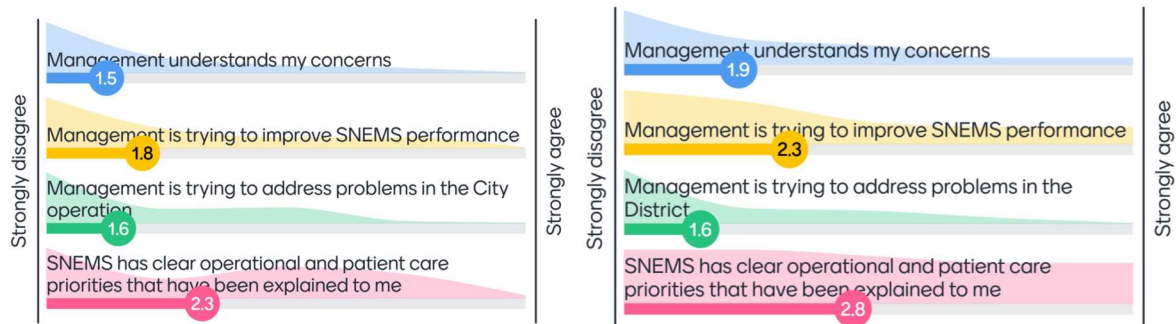 Strongly disagree
Management understands my concerns
1.5
Management is trying to improve SNEMS performance
1.8
Management is trying to address problems in the City
operation
1.6
SNEMS has clear operational and patient care
priorities that have been explained to me
2.3
Strongly agree
Strongly disagree
Management understands my concerns
1.9
Management is trying to improve SNEMS performance
2.3
Management is trying to address problems in the
District
1.6
SNEMS has clear operational and patient care
priorities that have been explained to me
2.8
Strongly agree